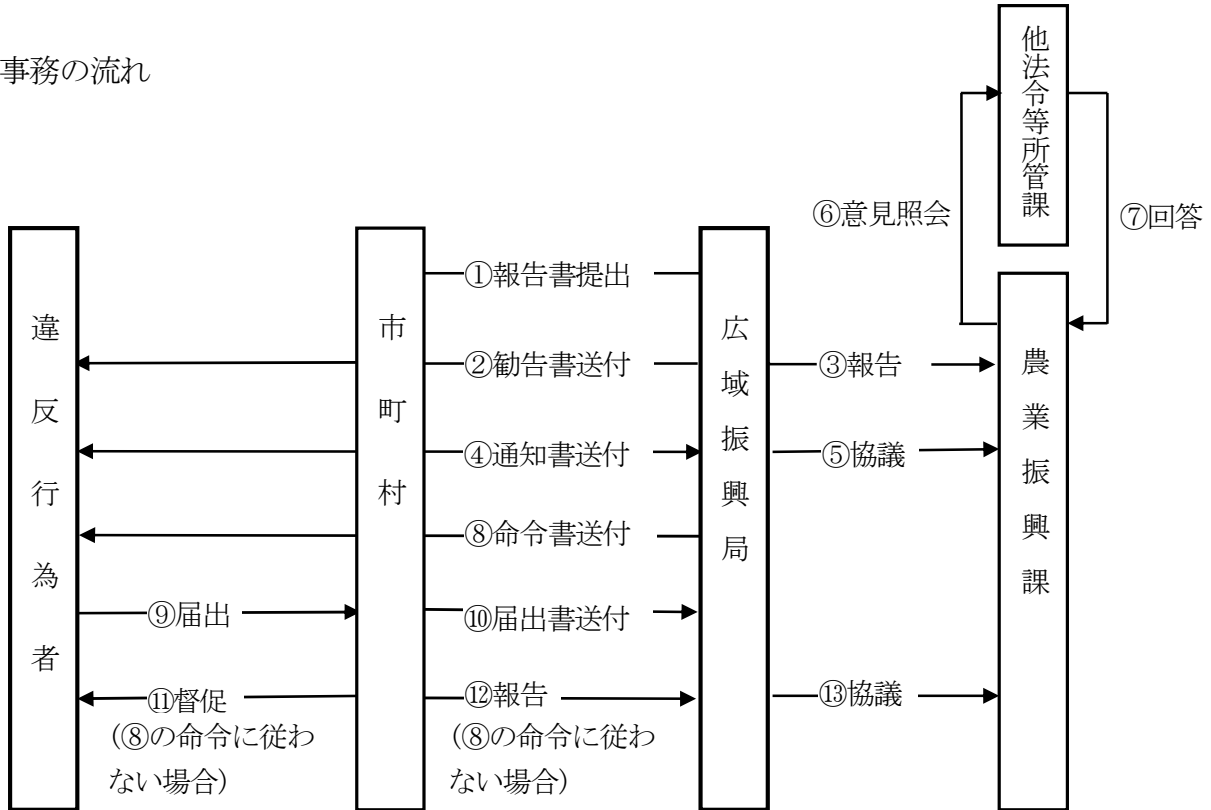 事務の流れ
他法令等所管課
⑥意見照会
⑦回答
違反行為者
市町村
広域振興局
農業振興課
①報告書提出
②勧告書送付
③報告
④通知書送付
⑤協議
⑧命令書送付
⑨届出
⑩届出書送付
⑪督促
(⑧の命令に従わ
ない場合)
⑫報告
(⑧の命令に従わ
ない場合)
⑬協議